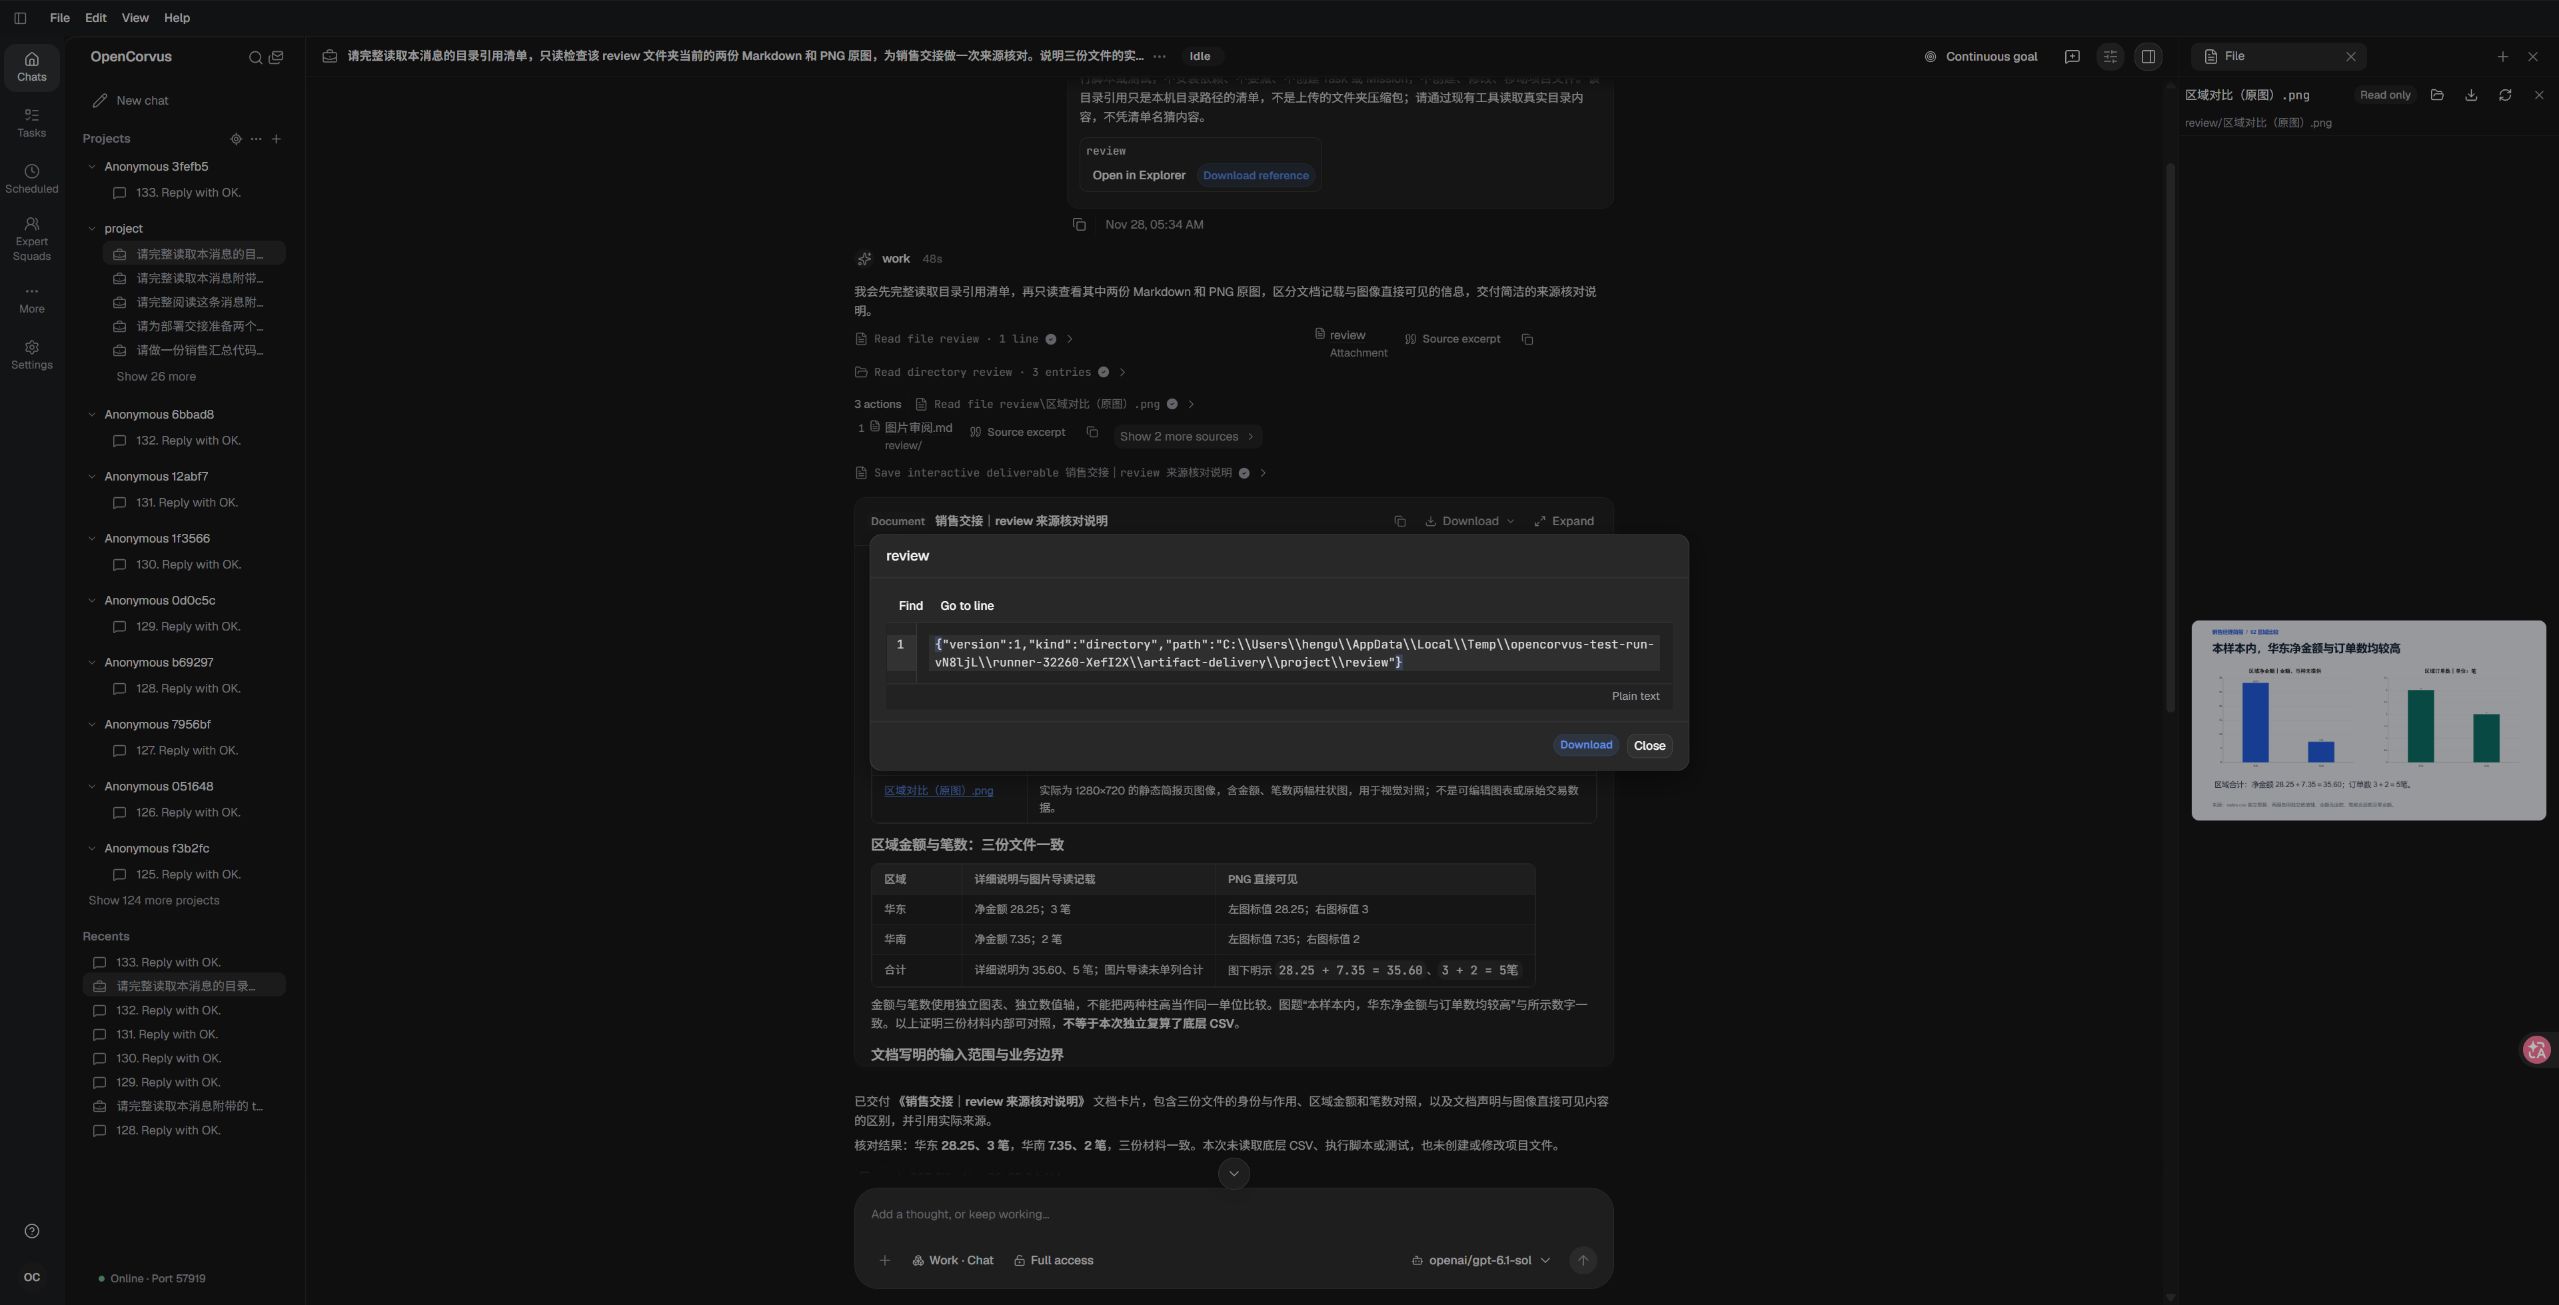 File Edit View Help
Chats
Tasks
Scheduled
Expert
Squads
More
Settings
OC
OpenCorvus
New chat
Projects
Anonymous 3fefb5
133. Reply with OK.
project
请完整读取本消息的目...
请完整读取本消息附带...
请完整阅读这条消息附...
请为部署交接准备两个...
请做一份销售汇总代码...
Show 26 more
Anonymous 6bbad8
132. Reply with OK.
Anonymous 12abf7
131. Reply with OK.
Anonymous 1f3566
130. Reply with OK.
Anonymous 0d0c5c
129. Reply with OK.
Anonymous b69297
128. Reply with OK.
Anonymous 7956bf
127. Reply with OK.
Anonymous 051648
126. Reply with OK.
Anonymous f3b2fc
125. Reply with OK.
Show 124 more projects
Recents
133. Reply with OK.
请完整读取本消息的目录...
132. Reply with OK.
131. Reply with OK.
130. Reply with OK.
129. Reply with OK.
请完整读取本消息附带的 t...
128. Reply with OK.
Online · Port 57919
请完整读取本消息的目录引用清单，只读检查该 review 文件夹当前的两份 Markdown 和 PNG 原图，为销售交接做一次来源核对。说明三份文件的实... ··· Idle
Continuous goal
目录引用只是本机目录路径的清单，不是上传的文件夹压缩包；请通过现有工具读取真实目录内
容，不凭清单名猜内容。
review
Open in Explorer Download reference
Nov 28, 05:34 AM
work 48s
我会先完整读取目录引用清单，再只读查看其中两份 Markdown 和 PNG 原图，区分文档记载与图像直接可见的信息，交付简洁的来源核对说
明。
Read file review · 1 line
review
Attachment
Source excerpt
Read directory review · 3 entries
3 actions Read file review\区域对比（原图）.png
1 图片审阅.md
review/
Source excerpt
Show 2 more sources
Save interactive deliverable 销售交接｜review 来源核对说明
Document 销售交接｜review 来源核对说明
Download Expand
review
Find Go to line
1 {"version":1,"kind":"directory","path":"C:\\Users\\hengu\\AppData\\Local\\Temp\\opencorvus-test-run-
vN8ljL\\runner-32260-XefI2X\\artifact-delivery\\project\\review"}
Plain text
Download Close
区域对比（原图）.png 实际为 1280×720 的静态简报页图像，含金额、笔数两幅柱状图，用于视觉对照；不是可编辑图表或原始交易数
据。
区域金额与笔数：三份文件一致
区域 详细说明与图片导读记载 PNG 直接可见
华东 净金额 28.25；3 笔 左图标值 28.25；右图标值 3
华南 净金额 7.35；2 笔 左图标值 7.35；右图标值 2
合计 详细说明为 35.60、5 笔；图片导读未单列合计 图下明示 28.25 + 7.35 = 35.60、3 + 2 = 5笔
金额与笔数使用独立图表、独立数值轴，不能把两种柱高当作同一单位比较。图题“本样本内，华东净金额与订单数均较高”与所示数字一
致。以上证明三份材料内部可对照，不等于本次独立复算了底层 CSV。
文档写明的输入范围与业务边界
已交付 《销售交接｜review 来源核对说明》 文档卡片，包含三份文件的身份与作用、区域金额和笔数对照，以及文档声明与图像直接可见内容
的区别，并引用实际来源。
核对结果：华东 28.25、3 笔，华南 7.35、2 笔，三份材料一致。本次未读取底层 CSV、执行脚本或测试，也未创建或修改项目文件。
Add a thought, or keep working...
Work · Chat Full access openai/gpt-6.1-sol
File
区域对比（原图）.png Read only
review/区域对比（原图）.png
本样本内，华东净金额与订单数均较高
区域合计：净金额 28.25 + 7.35 = 35.60；订单数 3 + 2 = 5笔。